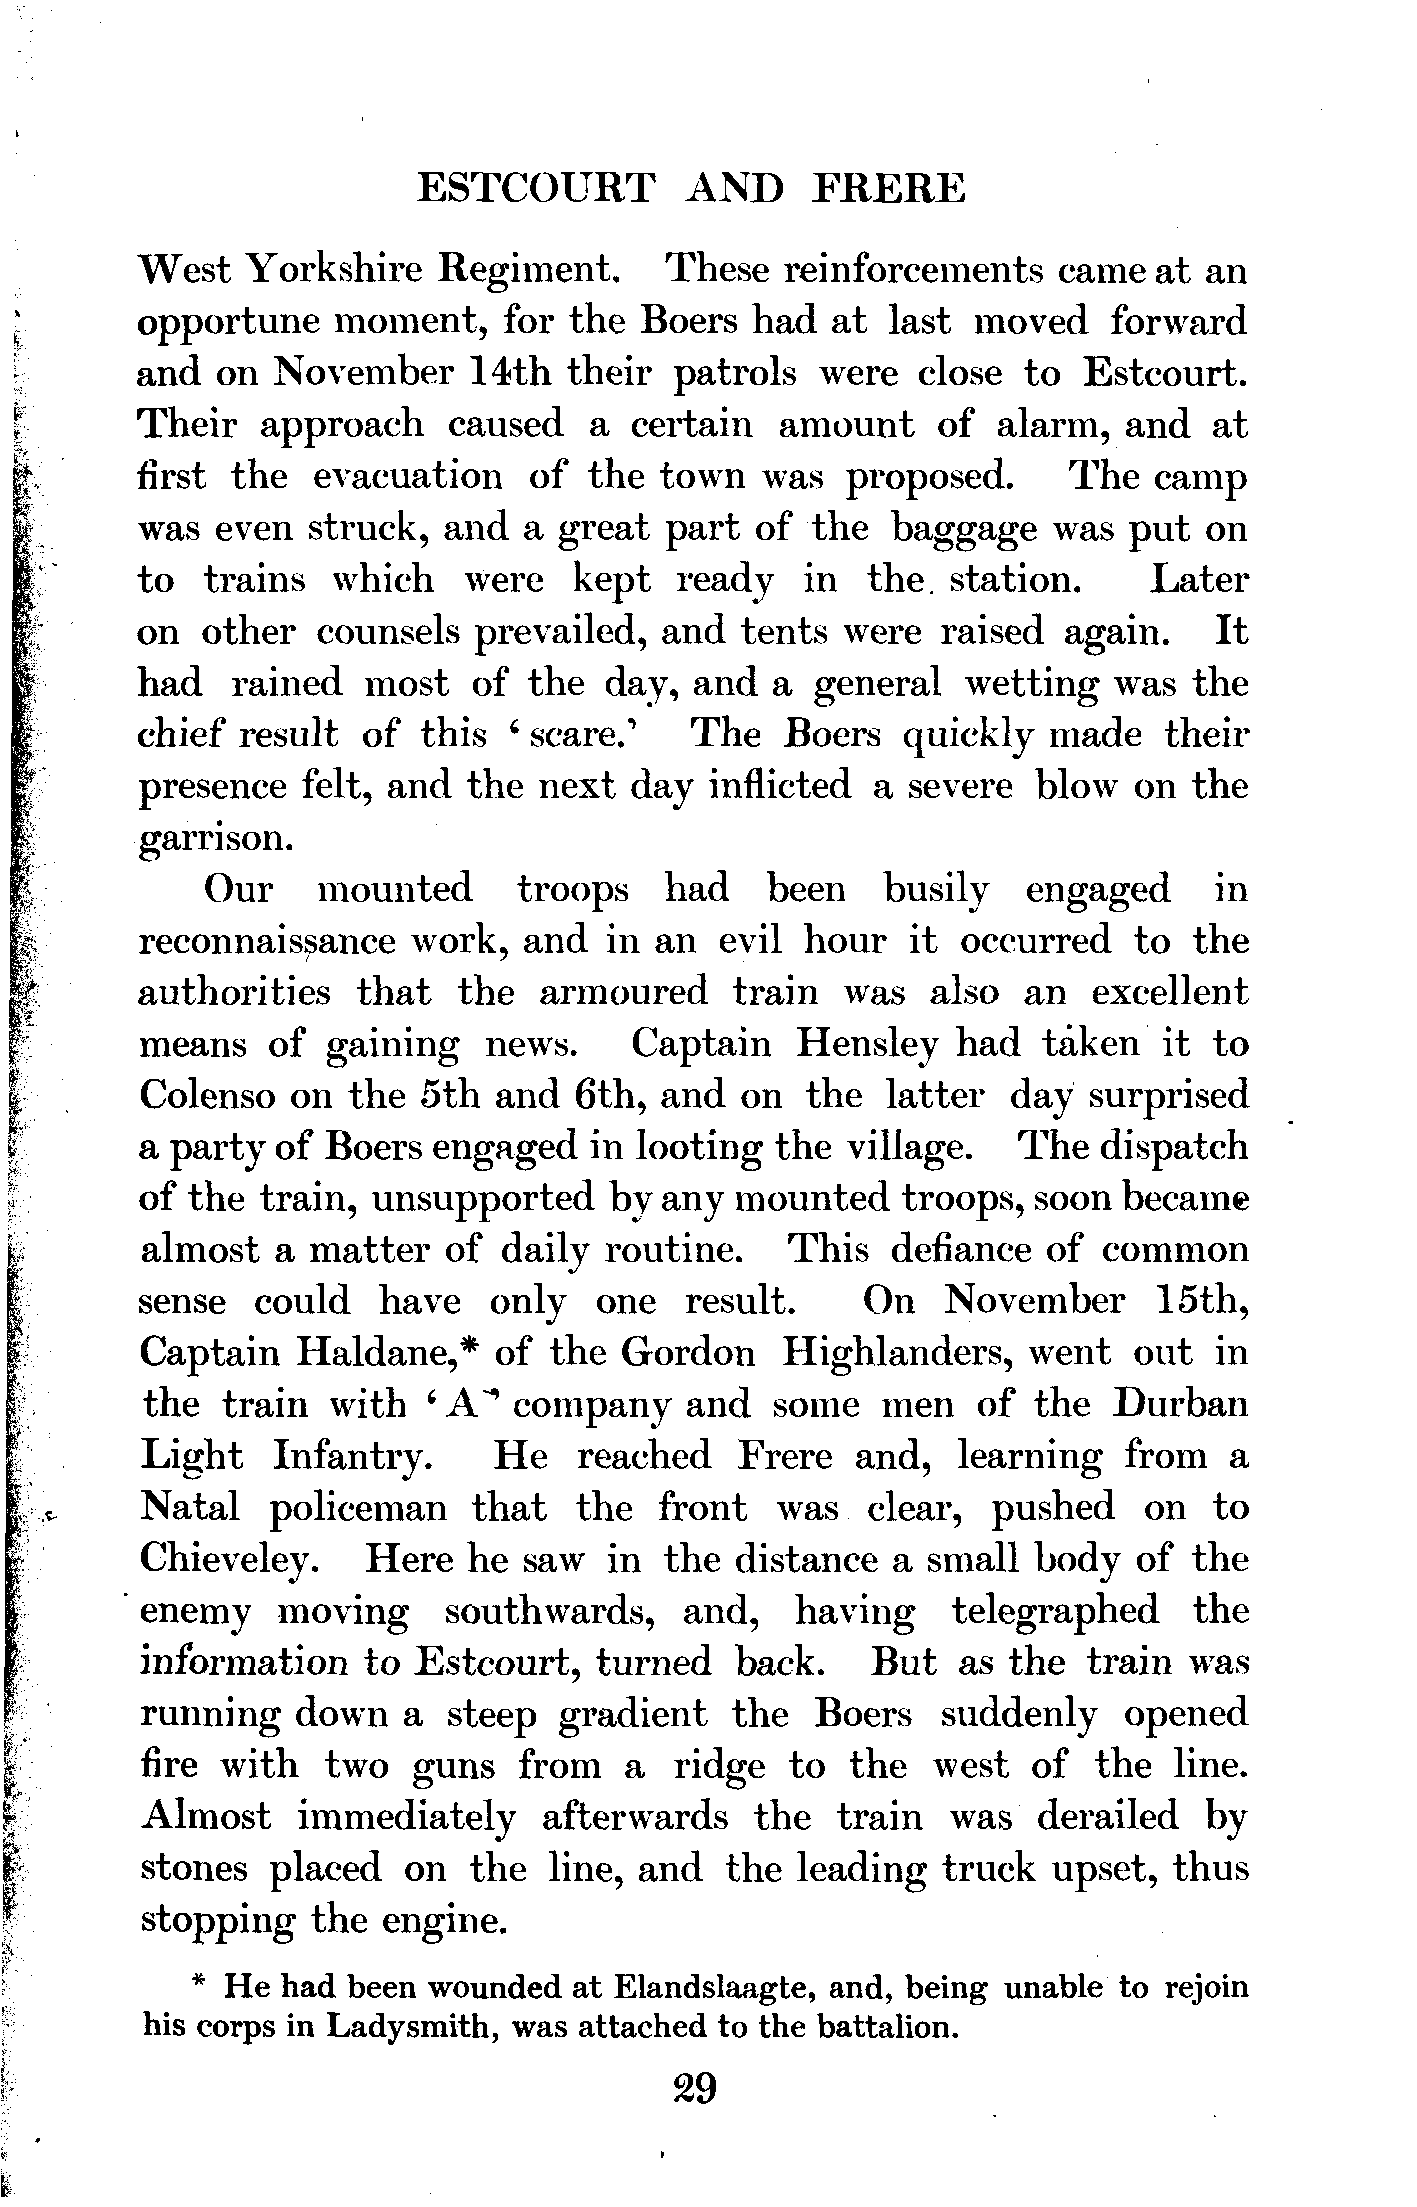 ESTCOURT AND FRERE
West Yorkshire Regiment. These reinforcements came at an
opportune moment, for the Boers had at last moved forward
and on November 14th their patrols were close to Estcourt.
Their approach caused a certain amount of alarm, and at
first the evacuation of the town was proposed. The camp
was even struck, and a great part of the baggage was put on
to trains which were kept ready in the station. Later
on other counsels prevailed, and tents were raised again. It
had rained most of the day, and a general wetting was the
chief result of this ‘ scare.’ The Boers quickly made their
presence felt, and the next day inflicted a severe blow on the
garrison.
Our mounted troops had been busily engaged in
reconnaissance work, and in an evil hour it occurred to the
authorities that the armoured train was also an excellent
means of gaining news. Captain Hensley had taken it to
Colenso on the 5th and 6th, and on the latter day surprised
a party of Boers engaged in looting the village. The dispatch
of the train, unsupported by any mounted troops, soon became
almost a matter of daily routine. This defiance of common
sense could have only one result. On November 15th,
Captain Haldane,* of the Gordon Highlanders, went out in
the train with ‘ A ’ company and some men of the Durban
Light Infantry. He reached Frere and, learning from a
Natal policeman that the front was clear, pushed on to
Chieveley. Here he saw in the distance a small body of the
enemy moving southwards, and, having telegraphed the
information to Estcourt, turned back. But as the train was
running down a steep gradient the Boers suddenly opened
fire with two guns from a ridge to the west of the line.
Almost immediately afterwards the train was derailed by
stones placed on the line, and the leading truck upset, thus
stopping the engine.
* He had been wounded at Elandslaagte, and, being unable to rejoin
his corps in Ladysmith, was attached to the battalion.
29